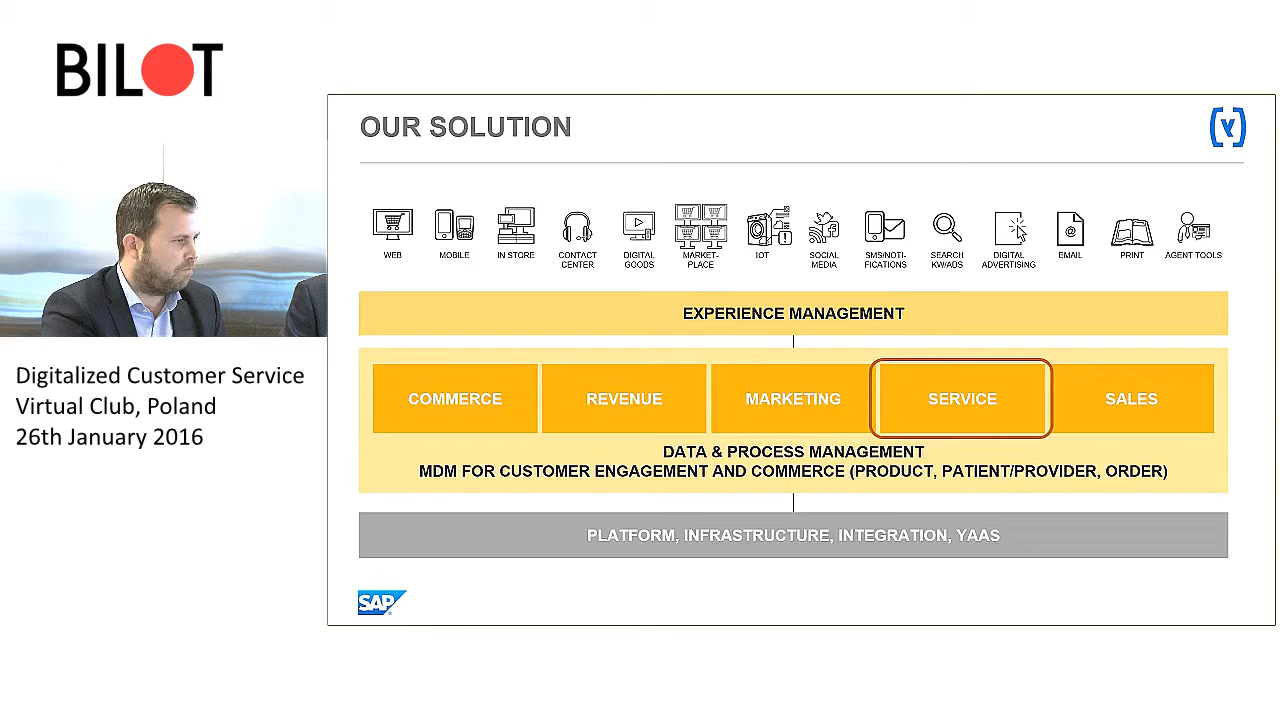 BILOT
OUR SOLUTION
WEB
MOBILE
IN STORE
CONTACT
CENTER
DIGITAL
GOODS
MARKET-
PLACE
IOT
SOCIAL
MEDIA
SMS/NOTI-
FICATIONS
SEARCH
KW/ADS
DIGITAL
ADVERTISING
EMAIL
PRINT
AGENT TOOLS
EXPERIENCE MANAGEMENT
COMMERCE
REVENUE
MARKETING
SERVICE
SALES
DATA & PROCESS MANAGEMENT
MDM FOR CUSTOMER ENGAGEMENT AND COMMERCE (PRODUCT, PATIENT/PROVIDER, ORDER)
PLATFORM, INFRASTRUCTURE, INTEGRATION, YAAS
SAP
Digitalized Customer Service
Virtual Club, Poland
26th January 2016